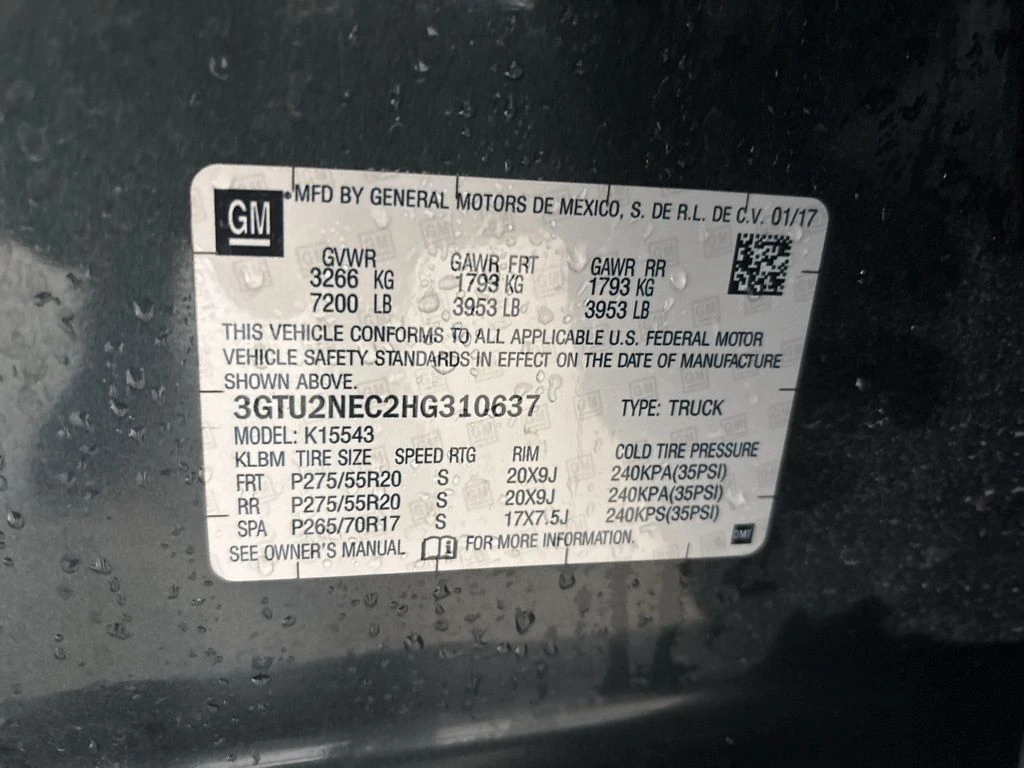 GM MFD BY GENERAL MOTORS DE MEXICO, S. DE R.L. DE C.V. 01/17
GVWR GAWR FRT GAWR RR
3266 KG 1793 KG 1793 KG
7200 LB 3953 LB 3953 LB
THIS VEHICLE CONFORMS TO ALL APPLICABLE U.S. FEDERAL MOTOR
VEHICLE SAFETY STANDARDS IN EFFECT ON THE DATE OF MANUFACTURE
SHOWN ABOVE.
3GTU2NEC2HG310637 TYPE: TRUCK
MODEL: K15543
KLBM TIRE SIZE SPEED RTG RIM COLD TIRE PRESSURE
FRT P275/55R20 S 20X9J 240KPA(35PSI)
RR P275/55R20 S 20X9J 240KPA(35PSI)
SPA P265/70R17 S 17X7.5J 240KPS(35PSI)
SEE OWNER'S MANUAL FOR MORE INFORMATION.